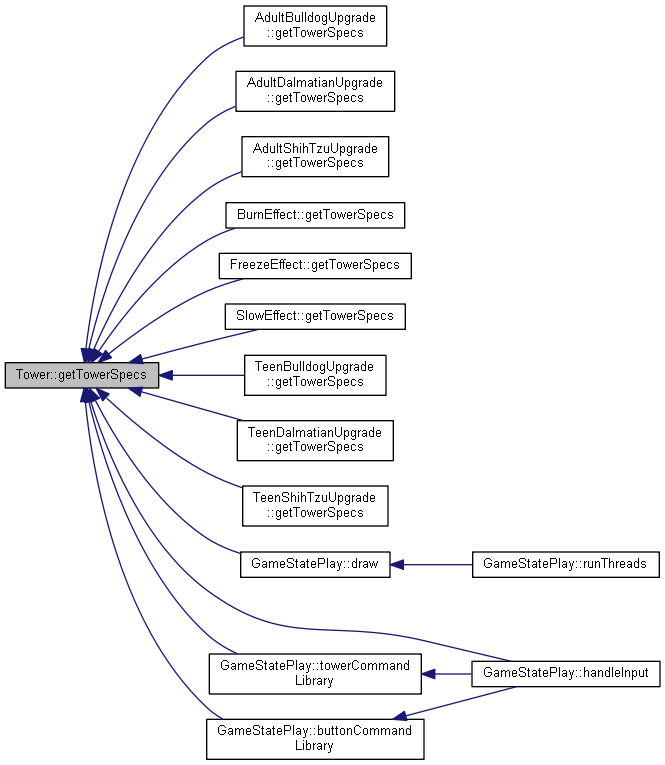 AdultBulldogUpgrade
::getTowerSpecs
AdultDalmatianUpgrade
::getTowerSpecs
AdultShihTzuUpgrade
::getTowerSpecs
BurnEffect::getTowerSpecs
FreezeEffect::getTowerSpecs
SlowEffect::getTowerSpecs
Tower::getTowerSpecs
TeenBulldogUpgrade
::getTowerSpecs
TeenDalmatianUpgrade
::getTowerSpecs
TeenShihTzuUpgrade
::getTowerSpecs
GameStatePlay::draw
GameStatePlay::runThreads
GameStatePlay::towerCommand
Library
GameStatePlay::handleInput
GameStatePlay::buttonCommand
Library